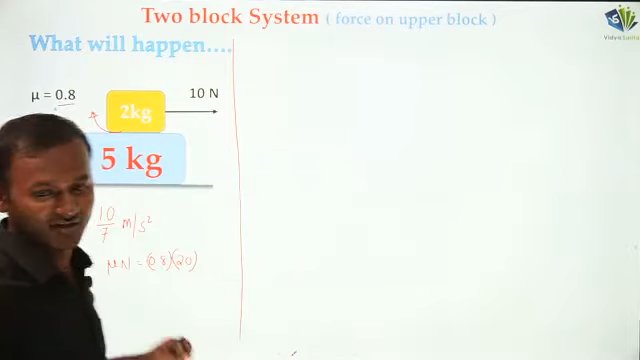 Two block System ( force on upper block )
What will happen....
μ = 0.8
2kg
10 N
5 kg
10/7 m/s²
μN = (0.8)(20)